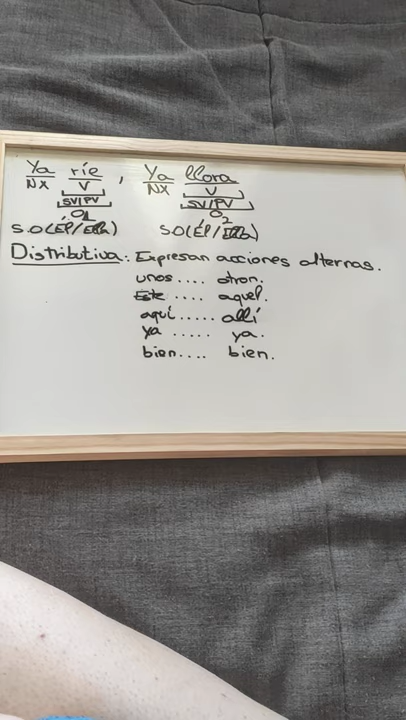 Ya ríe , Ya llora
NX V NX V
SV/PV SV/PV
O1 O2
S.O(Él/Ella) SO(Él/Ella)
Distributiva: Expresan acciones alternas.
unos .... otros.
Este .... aquel.
aquí ..... allí
ya ..... ya.
bien.... bien.